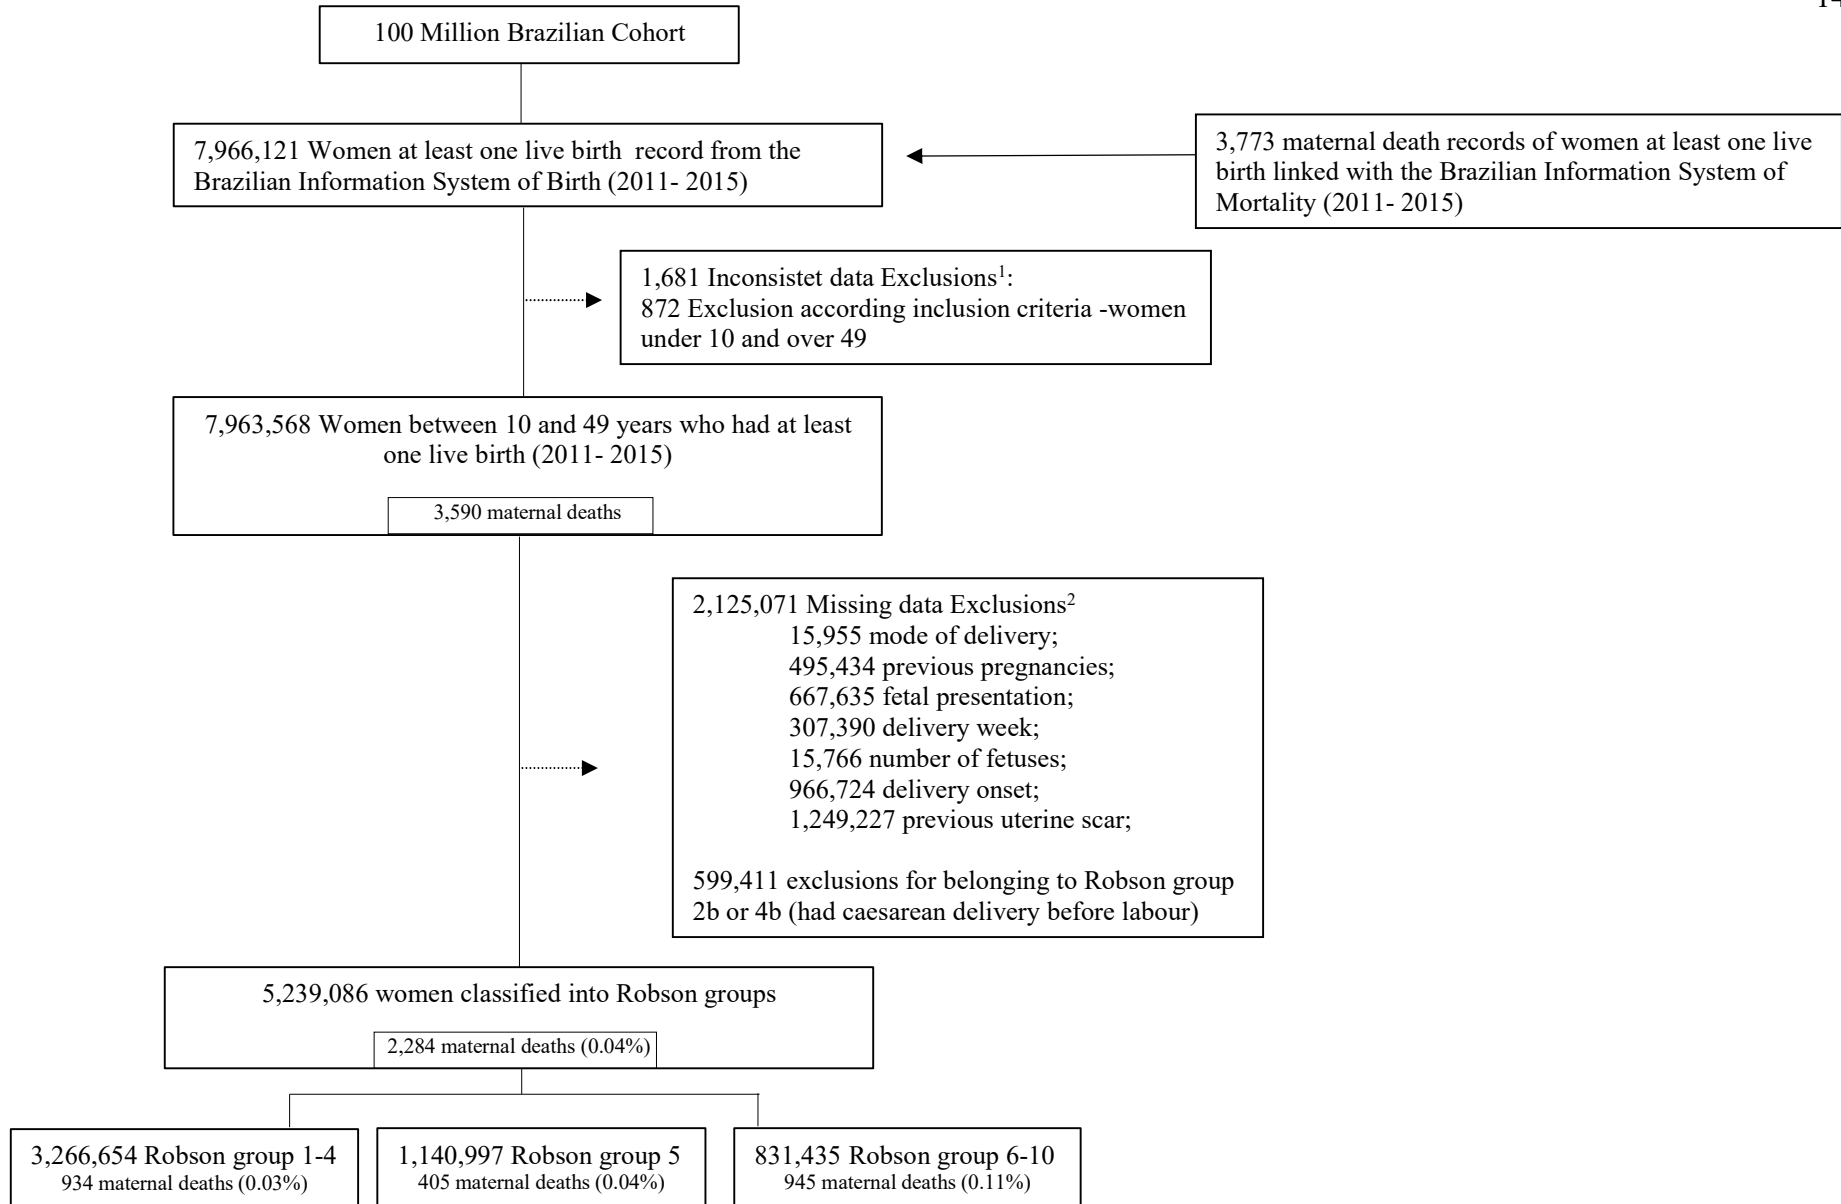 14
100 Million Brazilian Cohort
7,966,121 Women at least one live birth record from the
Brazilian Information System of Birth (2011- 2015)
3,773 maternal death records of women at least one live
birth linked with the Brazilian Information System of
Mortality (2011- 2015)
1,681 Inconsistet data Exclusions¹:
872 Exclusion according inclusion criteria -women
under 10 and over 49
7,963,568 Women between 10 and 49 years who had at least
one live birth (2011- 2015)
3,590 maternal deaths
2,125,071 Missing data Exclusions²
15,955 mode of delivery;
495,434 previous pregnancies;
667,635 fetal presentation;
307,390 delivery week;
15,766 number of fetuses;
966,724 delivery onset;
1,249,227 previous uterine scar;
599,411 exclusions for belonging to Robson group
2b or 4b (had caesarean delivery before labour)
5,239,086 women classified into Robson groups
2,284 maternal deaths (0.04%)
3,266,654 Robson group 1-4
934 maternal deaths (0.03%)
1,140,997 Robson group 5
405 maternal deaths (0.04%)
831,435 Robson group 6-10
945 maternal deaths (0.11%)